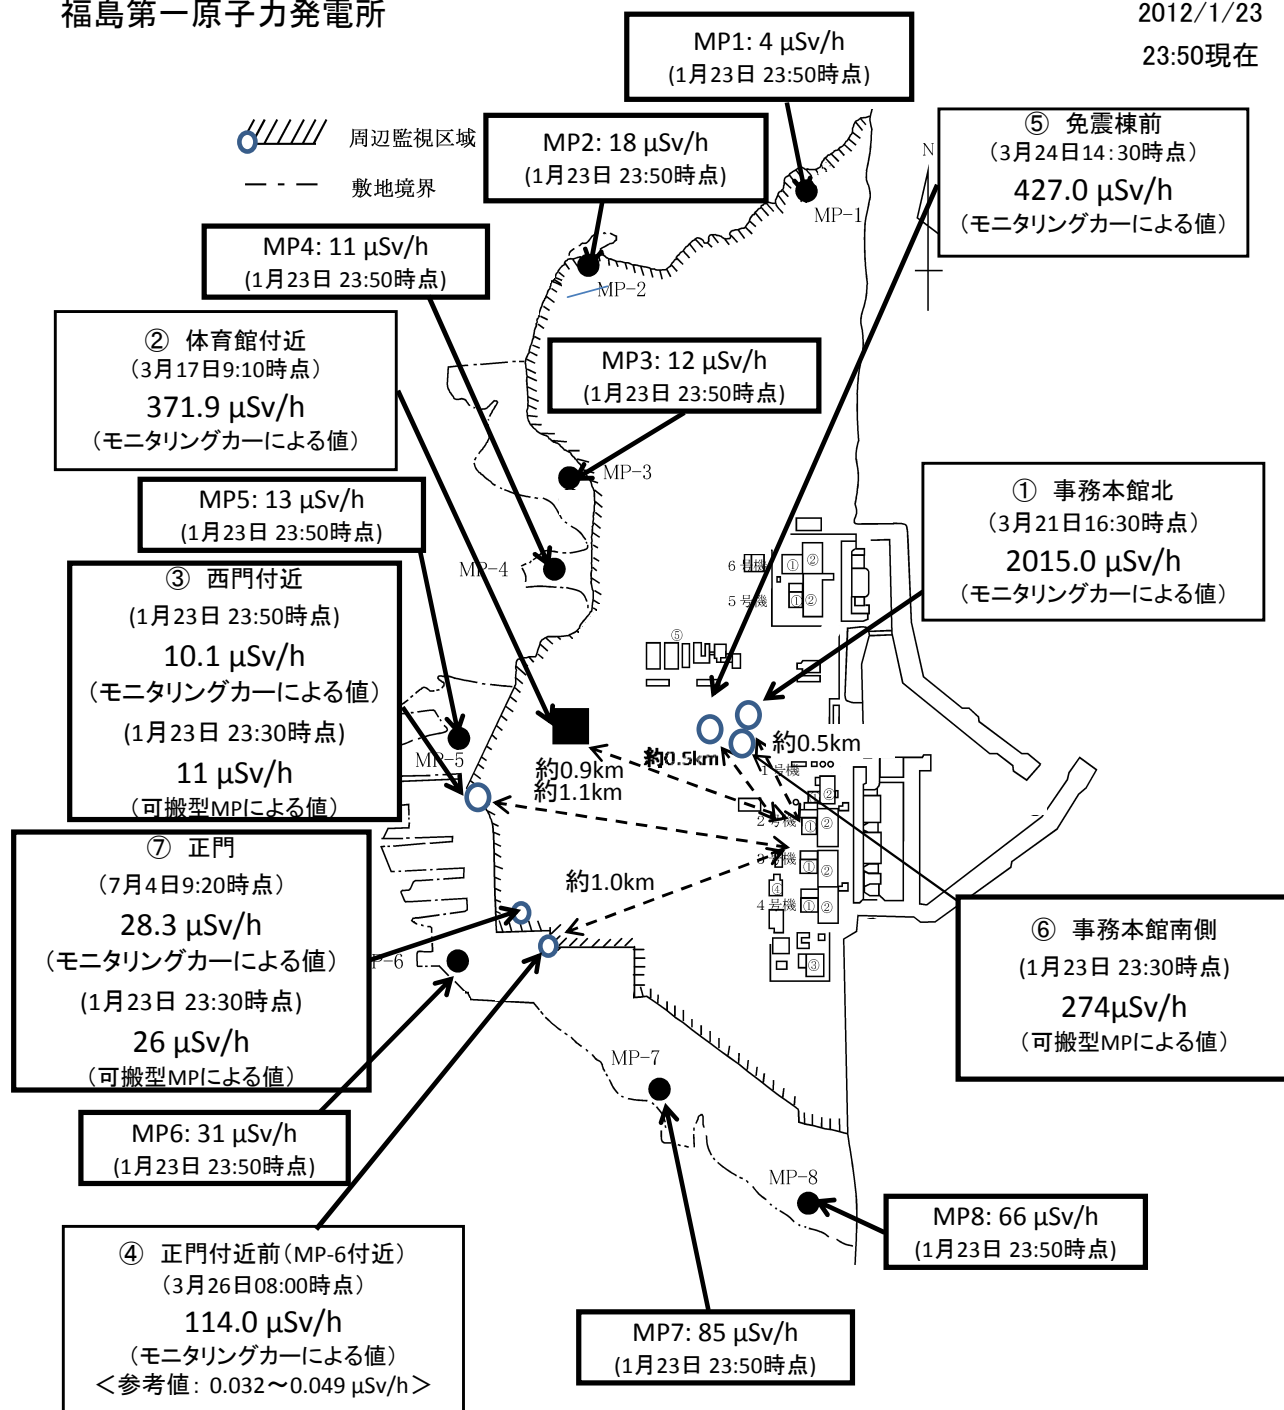 福島第一原子力発電所
2012/1/23
23:50現在
MP1: 4 μSv/h
(1月23日 23:50時点)
周辺監視区域
敷地境界
MP2: 18 μSv/h
(1月23日 23:50時点)
⑤ 免震棟前
(3月24日14:30時点)
427.0 μSv/h
(モニタリングカーによる値)
N
MP-1
MP4: 11 μSv/h
(1月23日 23:50時点)
MP-2
② 体育館付近
(3月17日9:10時点)
371.9 μSv/h
(モニタリングカーによる値)
MP3: 12 μSv/h
(1月23日 23:50時点)
MP-3
MP5: 13 μSv/h
(1月23日 23:50時点)
① 事務本館北
(3月21日16:30時点)
2015.0 μSv/h
(モニタリングカーによる値)
MP-4
6号機
① ②
5号機
① ②
③ 西門付近
(1月23日 23:50時点)
10.1 μSv/h
(モニタリングカーによる値)
(1月23日 23:30時点)
11 μSv/h
(可搬型MPによる値)
⑤
MP-5
約0.9km
約1.1km
約0.5km
約0.5km
1号機
① ②
2号機
① ②
3号機
① ②
④
4号機
① ②
③
約1.0km
⑦ 正門
(7月4日9:20時点)
28.3 μSv/h
(モニタリングカーによる値)
(1月23日 23:30時点)
26 μSv/h
(可搬型MPによる値)
P-6
⑥ 事務本館南側
(1月23日 23:30時点)
274μSv/h
(可搬型MPによる値)
MP-7
MP6: 31 μSv/h
(1月23日 23:50時点)
MP-8
MP8: 66 μSv/h
(1月23日 23:50時点)
④ 正門付近前(MP-6付近)
(3月26日08:00時点)
114.0 μSv/h
(モニタリングカーによる値)
＜参考値: 0.032～0.049 μSv/h＞
MP7: 85 μSv/h
(1月23日 23:50時点)